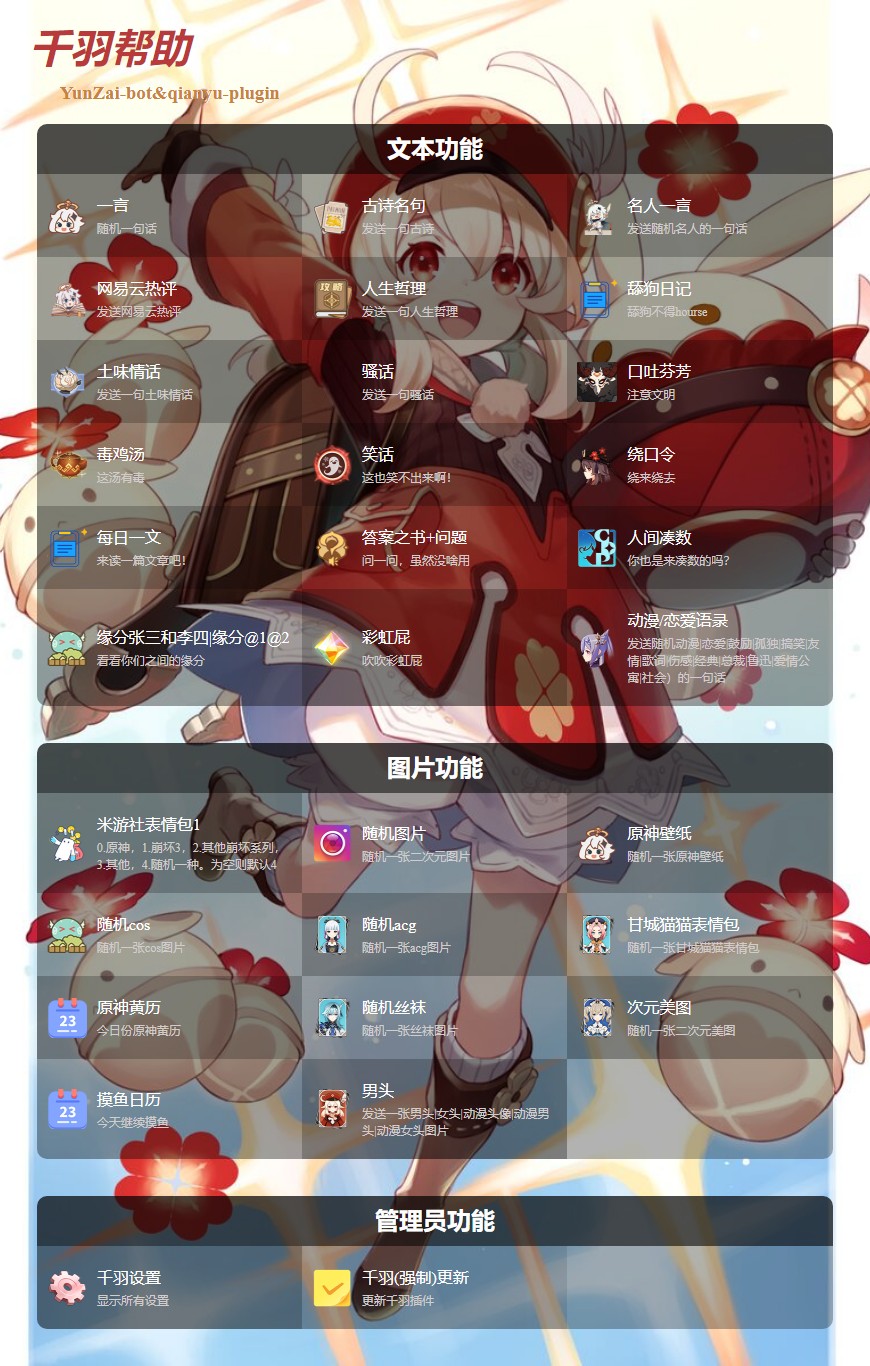 千羽帮助
YunZai-bot&qianyu-plugin
文本功能
一言
随机一句话
古诗名句
发送一句古诗
名人一言
发送随机名人的一句话
网易云热评
发送网易云热评
攻略
人生哲理
发送一句人生哲理
舔狗日记
舔狗不得hourse
土味情话
发送一句土味情话
骚话
发送一句骚话
口吐芬芳
注意文明
毒鸡汤
这汤有毒
笑话
这也笑不出来啊!
绕口令
绕来绕去
每日一文
来读一篇文章吧!
答案之书+问题
问一问，虽然没啥用
人间凑数
你也是来凑数的吗?
缘分张三和李四|缘分@1@2
看看你们之间的缘分
彩虹屁
吹吹彩虹屁
动漫/恋爱语录
发送随机动漫|恋爱|鼓励|孤独|搞笑|友
情|歌词|伤感|经典|总裁|鲁迅|爱情公
寓|社会）的一句话
图片功能
米游社表情包1
0.原神，1.崩坏3，2.其他崩坏系列，
3.其他，4.随机一种。为空则默认4
随机图片
随机一张二次元图片
原神壁纸
随机一张原神壁纸
随机cos
随机一张cos图片
随机acg
随机一张acg图片
甘城猫猫表情包
随机一张甘城猫猫表情包
23
原神黄历
今日份原神黄历
随机丝袜
随机一张丝袜图片
次元美图
随机一张二次元美图
23
摸鱼日历
今天继续摸鱼
男头
发送一张男头|女头|动漫头像|动漫男
头|动漫女头图片
管理员功能
千羽设置
显示所有设置
千羽(强制)更新
更新千羽插件